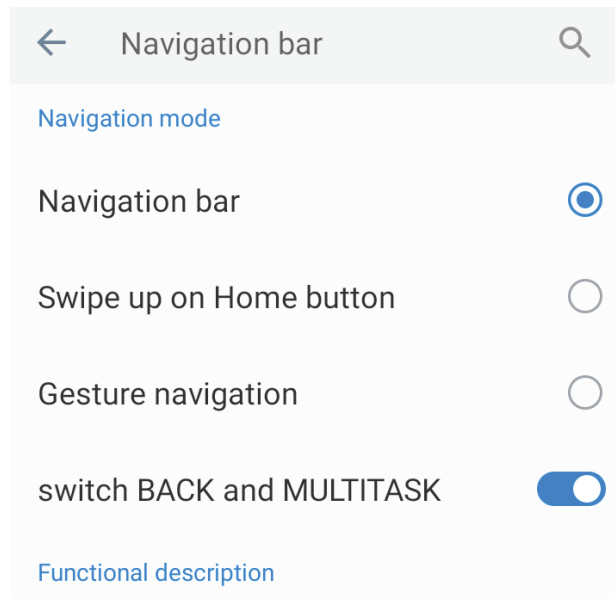 Navigation bar
Navigation mode
Navigation bar
Swipe up on Home button
Gesture navigation
switch BACK and MULTITASK
Functional description